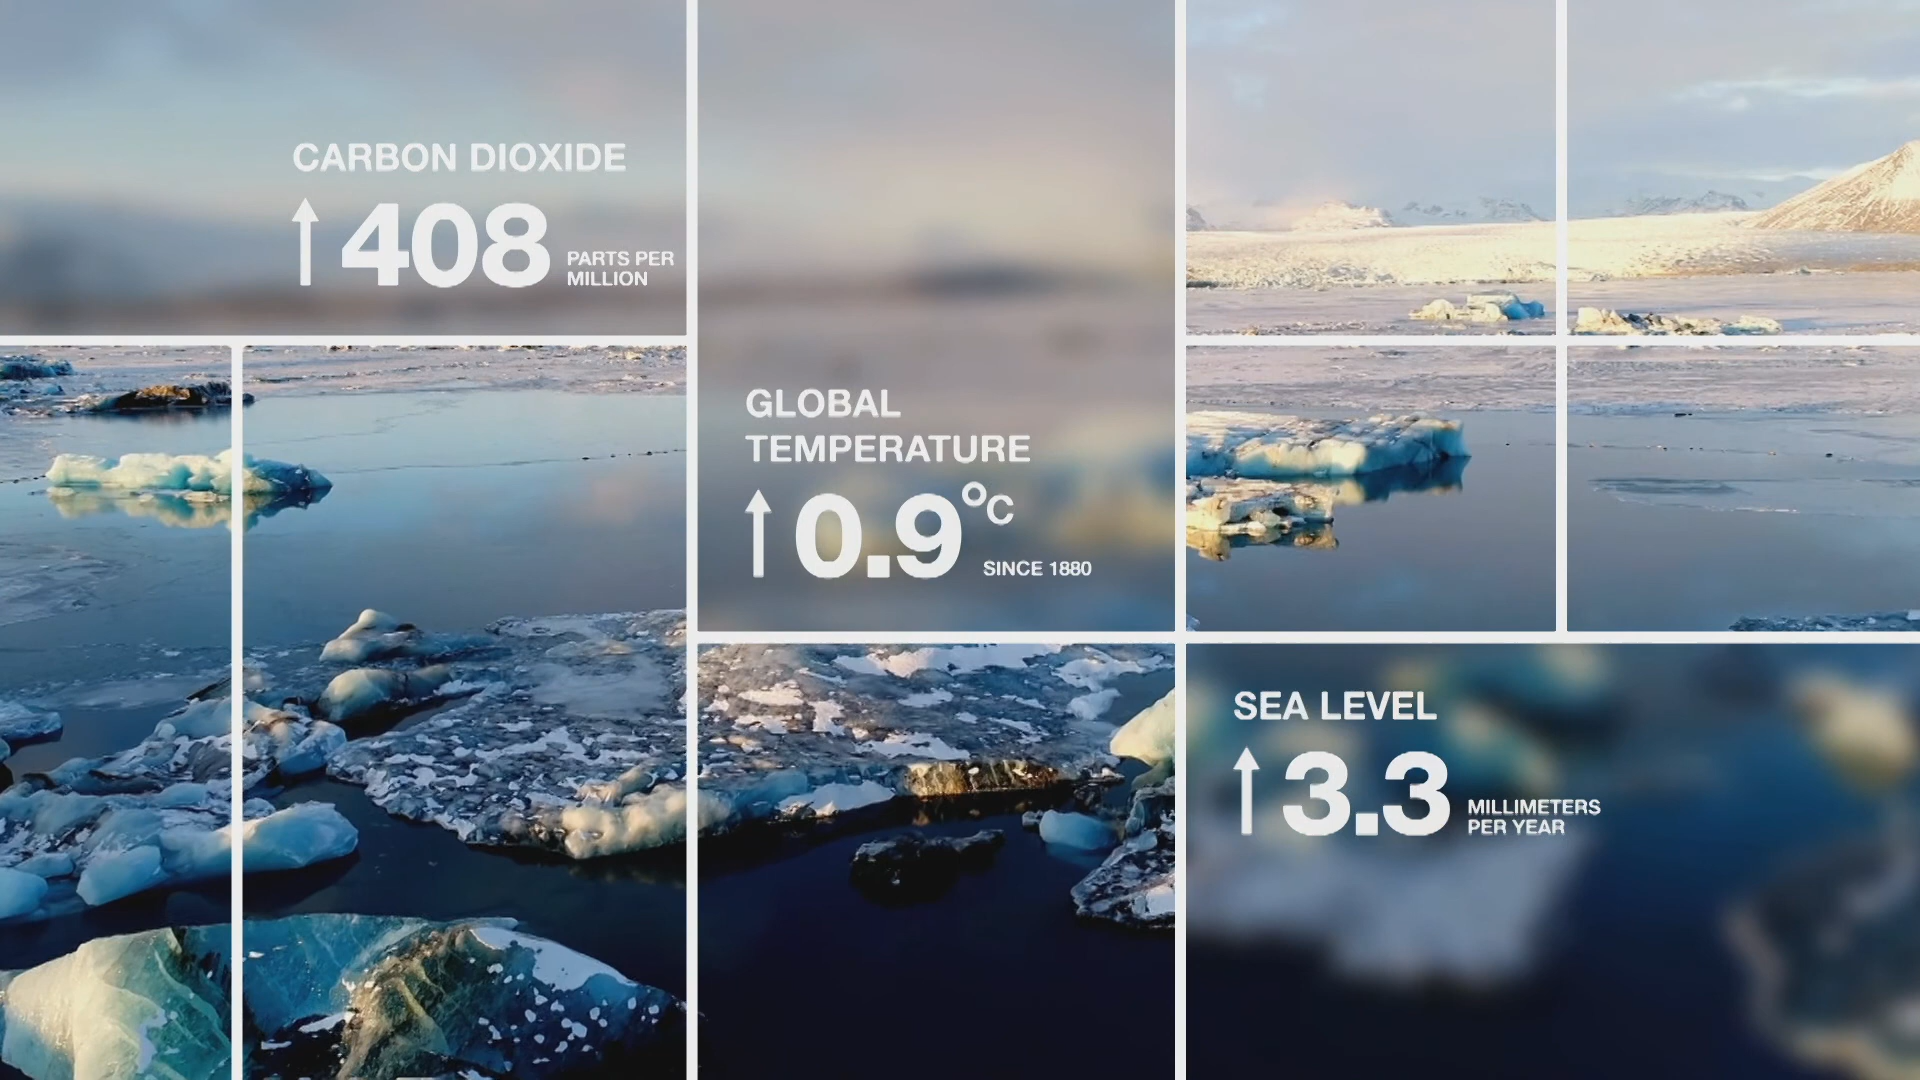 CARBON DIOXIDE
↑ 408 PARTS PER
MILLION
GLOBAL
TEMPERATURE
↑ 0.9 °C SINCE 1880
SEA LEVEL
↑ 3.3 MILLIMETERS
PER YEAR